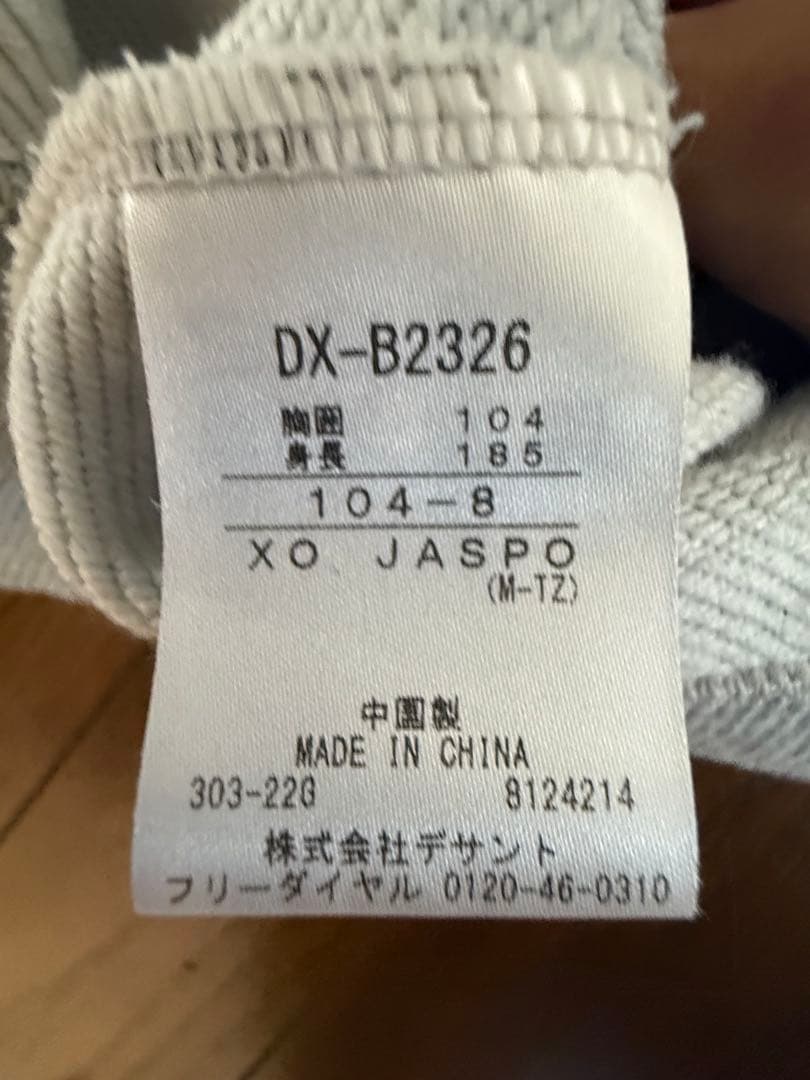 DX-B2326
胸囲 104
身長 185
104-8
XO JASPO
(M-TZ)
中国製
MADE IN CHINA
303-22G 8124214
株式会社デサント
フリーダイヤル 0120-46-0310